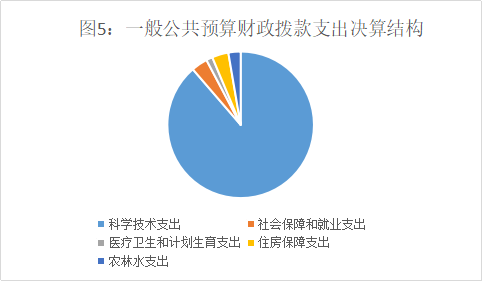 图5：一般公共预算财政拨款支出决算结构
科学技术支出 社会保障和就业支出
医疗卫生和计划生育支出 住房保障支出
农林水支出